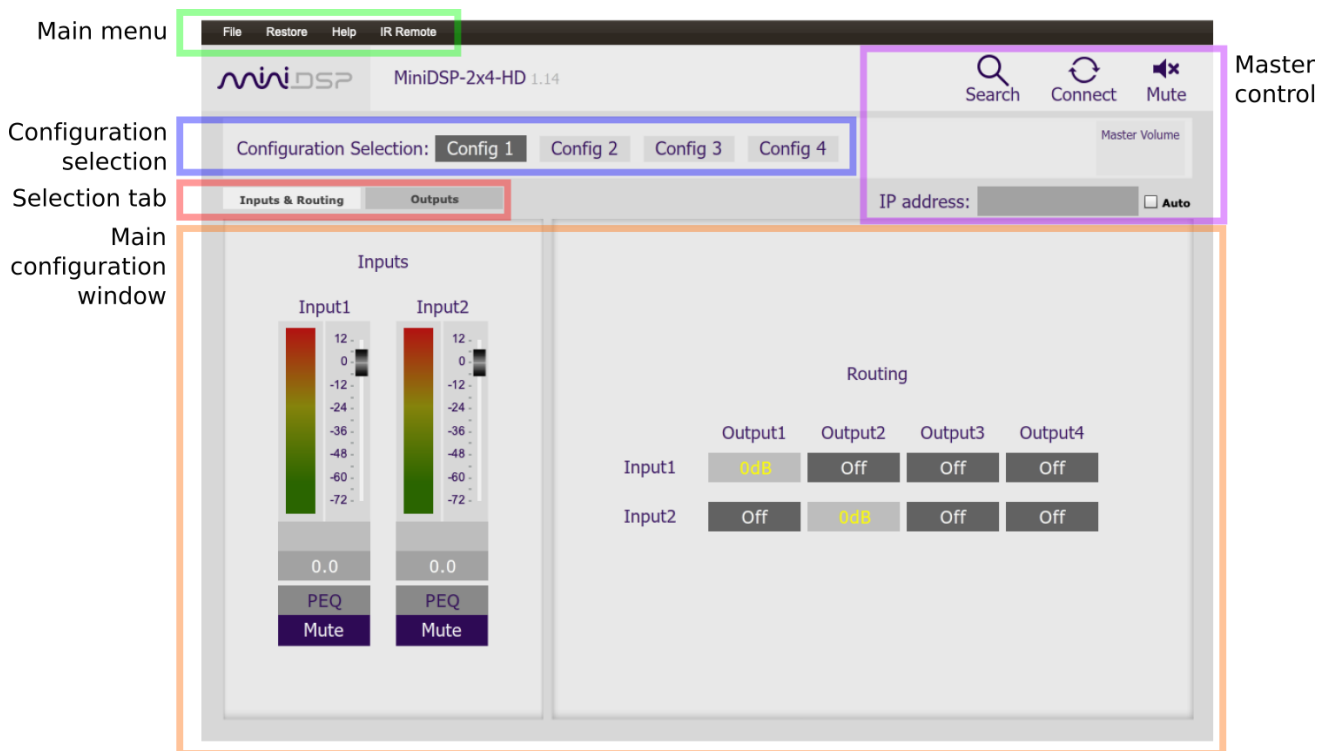 Main menu
File Restore Help IR Remote
miniDSP
MiniDSP-2x4-HD 1.14
Search Connect Mute
Master
control
Configuration
selection
Configuration Selection: Config 1 Config 2 Config 3 Config 4
Master Volume
Selection tab
Inputs & Routing Outputs
IP address: Auto
Main
configuration
window
Inputs
Input1 Input2
12 12
0 0
-12 -12
-24 -24
-36 -36
-48 -48
-60 -60
-72 -72
0.0 0.0
PEQ PEQ
Mute Mute
Routing
Output1 Output2 Output3 Output4
Input1 0dB Off Off Off
Input2 Off 0dB Off Off